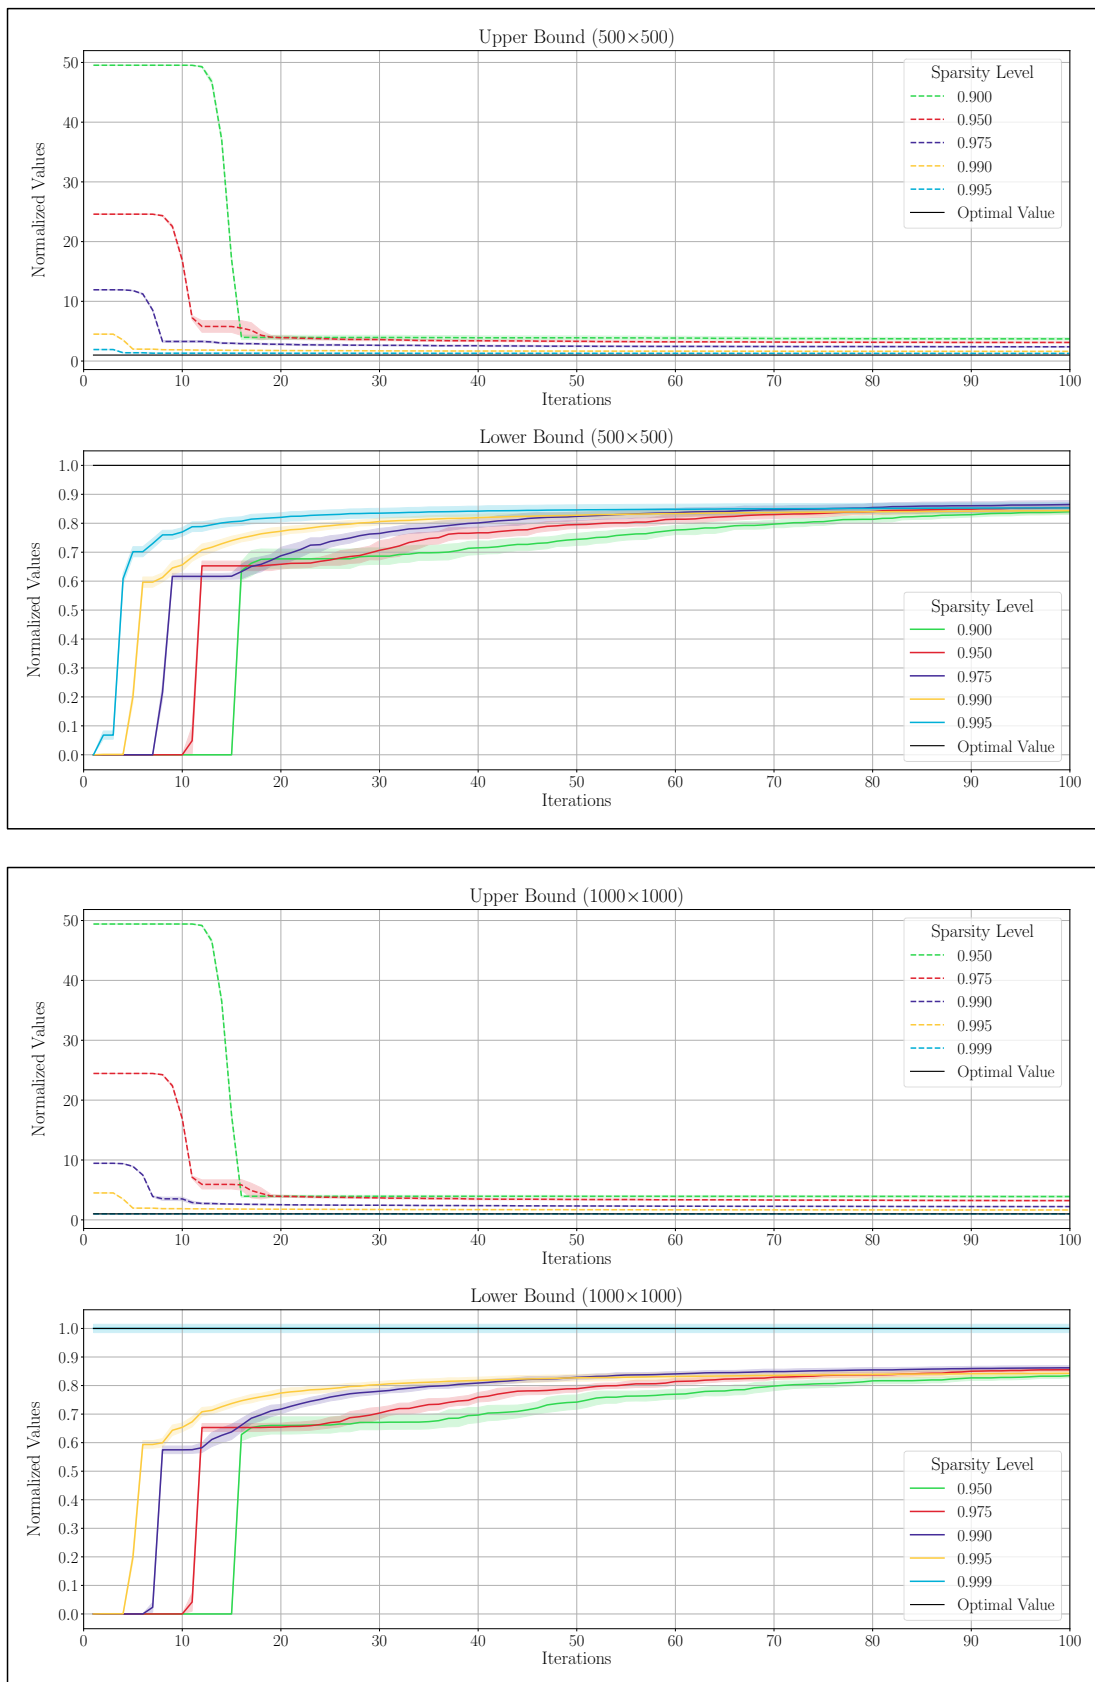 Upper Bound (500×500)
Normalized Values
50
40
30
20
10
0
Sparsity Level
0.900
0.950
0.975
0.990
0.995
Optimal Value
0 10 20 30 40 50 60 70 80 90 100
Iterations
Lower Bound (500×500)
Normalized Values
1.0
0.9
0.8
0.7
0.6
0.5
0.4
0.3
0.2
0.1
0.0
Sparsity Level
0.900
0.950
0.975
0.990
0.995
Optimal Value
0 10 20 30 40 50 60 70 80 90 100
Iterations
Upper Bound (1000×1000)
Normalized Values
50
40
30
20
10
0
Sparsity Level
0.950
0.975
0.990
0.995
0.999
Optimal Value
0 10 20 30 40 50 60 70 80 90 100
Iterations
Lower Bound (1000×1000)
Normalized Values
1.0
0.9
0.8
0.7
0.6
0.5
0.4
0.3
0.2
0.1
0.0
Sparsity Level
0.950
0.975
0.990
0.995
0.999
Optimal Value
0 10 20 30 40 50 60 70 80 90 100
Iterations